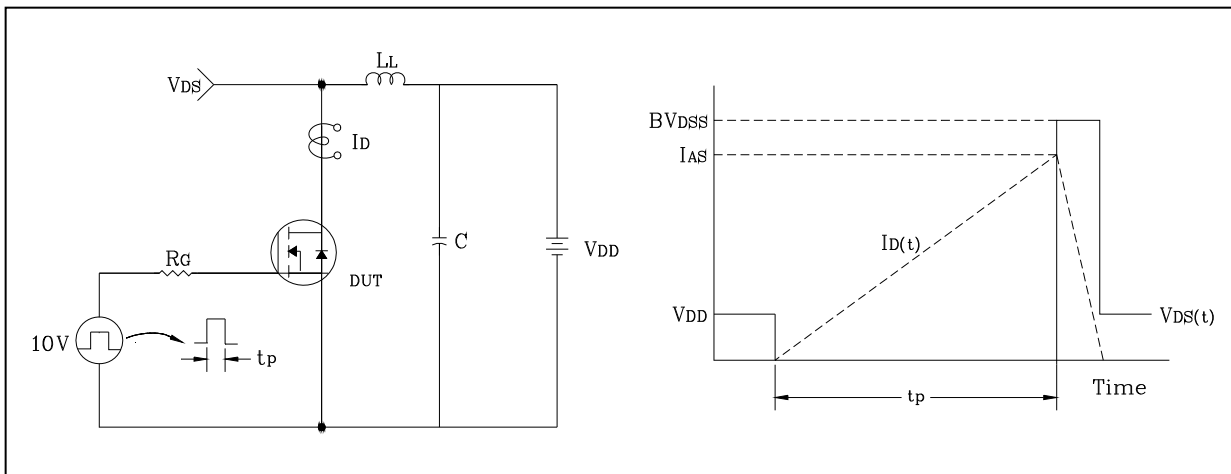 LL
VDS
ID
RG
DUT
C
VDD
10V
tp
BVDSS
IAS
ID(t)
VDD
VDS(t)
Time
tp